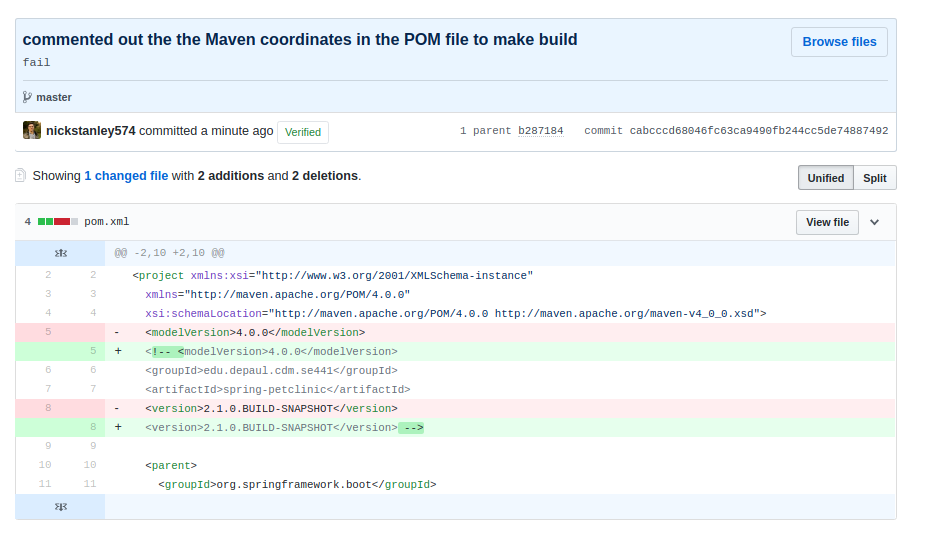 commented out the the Maven coordinates in the POM file to make build
Browse files
fail
master
nickstanley574 committed a minute ago Verified 1 parent b287184 commit cabcccd68046fc63ca9490fb244cc5de74887492
Showing 1 changed file with 2 additions and 2 deletions.
Unified Split
4 pom.xml View file
@@ -2,10 +2,10 @@
2 2 <project xmlns:xsi="http://www.w3.org/2001/XMLSchema-instance"
3 3 xmlns="http://maven.apache.org/POM/4.0.0"
4 4 xsi:schemaLocation="http://maven.apache.org/POM/4.0.0 http://maven.apache.org/maven-v4_0_0.xsd">
5 - <modelVersion>4.0.0</modelVersion>
5 + <!-- <modelVersion>4.0.0</modelVersion>
6 6 <groupId>edu.depaul.cdm.se441</groupId>
7 7 <artifactId>spring-petclinic</artifactId>
8 - <version>2.1.0.BUILD-SNAPSHOT</version>
8 + <version>2.1.0.BUILD-SNAPSHOT</version> -->
9 9
10 10 <parent>
11 11 <groupId>org.springframework.boot</groupId>